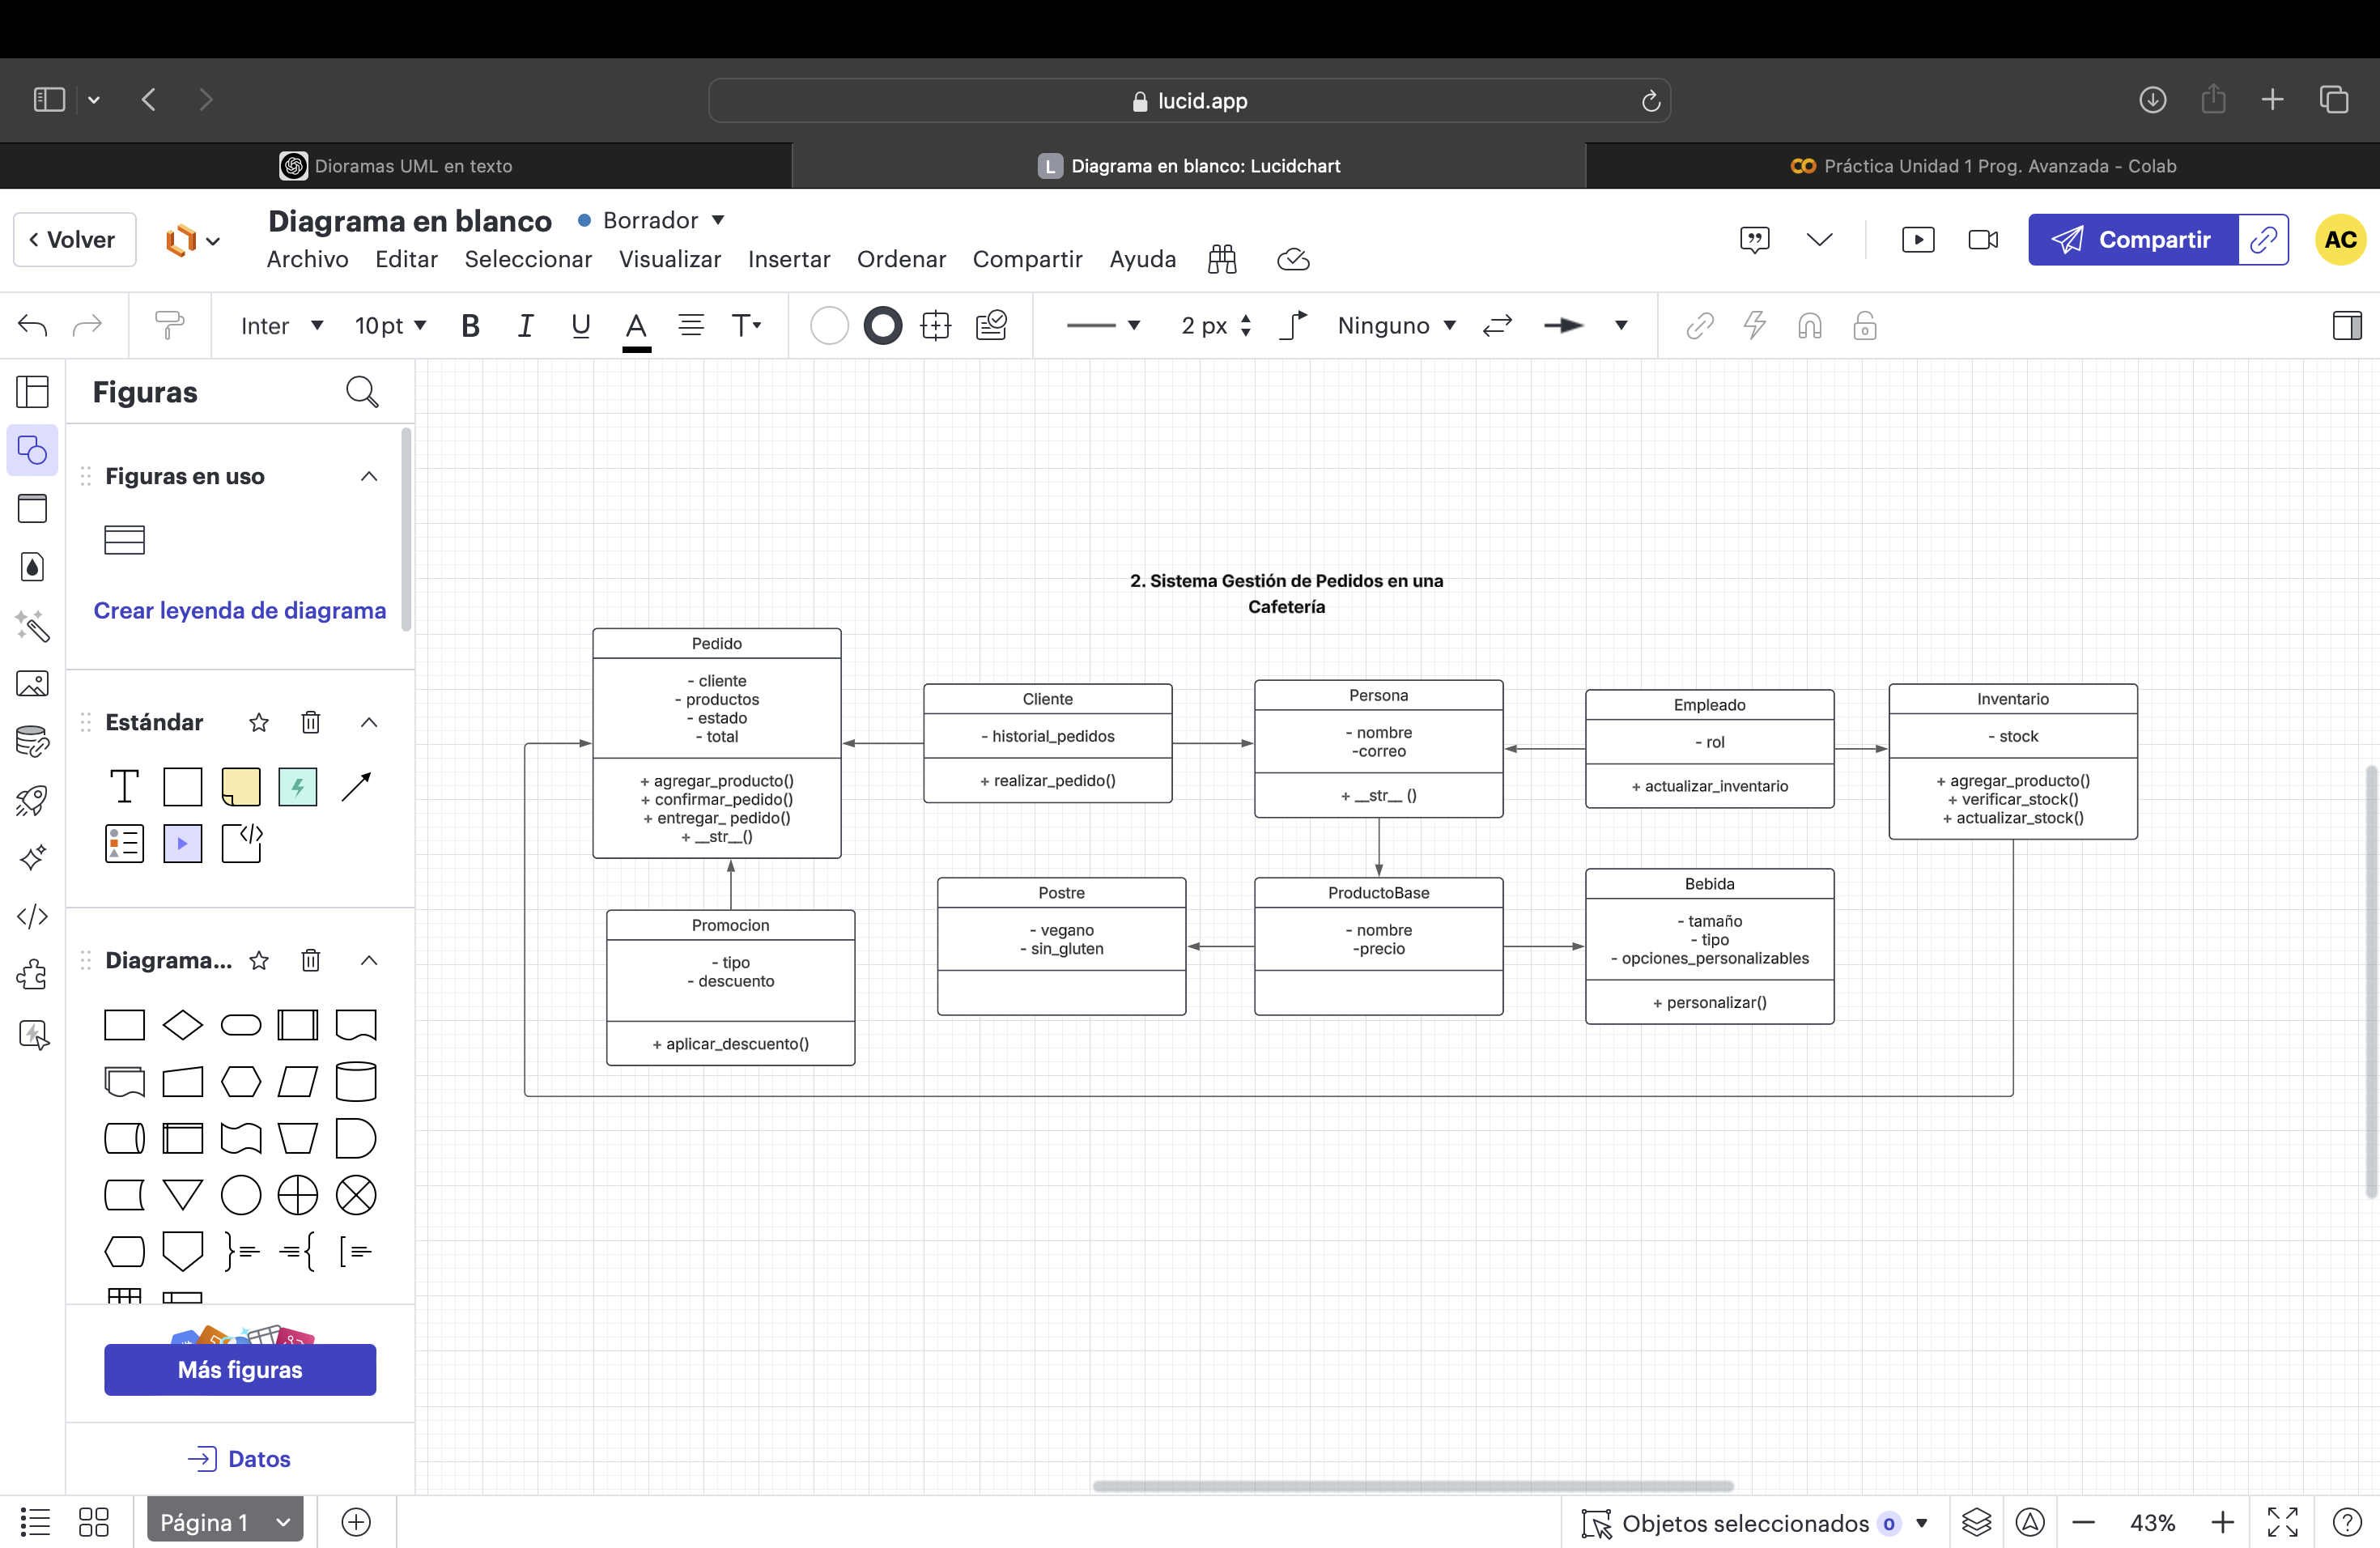 lucid.app
Dioramas UML en texto
L Diagrama en blanco: Lucidchart
Práctica Unidad 1 Prog. Avanzada - Colab
Volver
Diagrama en blanco
Borrador
Archivo Editar Seleccionar Visualizar Insertar Ordenar Compartir Ayuda
Compartir
AC
Inter
10pt
B I U A T
2 px
Ninguno
Figuras
Figuras en uso
Crear leyenda de diagrama
Estándar
T
Diagrama...
Más figuras
Datos
2. Sistema Gestión de Pedidos en una
Cafetería
Pedido
- cliente
- productos
- estado
- total
+ agregar_producto()
+ confirmar_pedido()
+ entregar_ pedido()
+ __str__()
Cliente
- historial_pedidos
+ realizar_pedido()
Persona
- nombre
-correo
+ __str__ ()
Empleado
- rol
+ actualizar_inventario
Inventario
- stock
+ agregar_producto()
+ verificar_stock()
+ actualizar_stock()
Promocion
- tipo
- descuento
+ aplicar_descuento()
Postre
- vegano
- sin_gluten
ProductoBase
- nombre
-precio
Bebida
- tamaño
- tipo
- opciones_personalizables
+ personalizar()
Página 1
Objetos seleccionados 0
43%